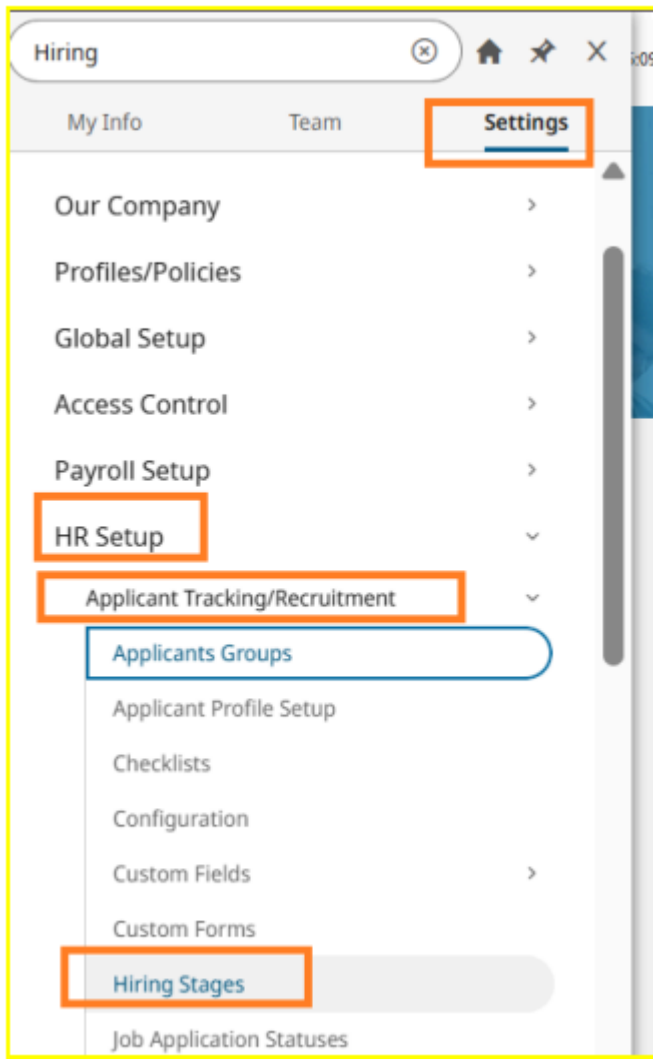 Hiring
:09
My Info Team Settings
Our Company
Profiles/Policies
Global Setup
Access Control
Payroll Setup
HR Setup
Applicant Tracking/Recruitment
Applicants Groups
Applicant Profile Setup
Checklists
Configuration
Custom Fields
Custom Forms
Hiring Stages
Job Application Statuses